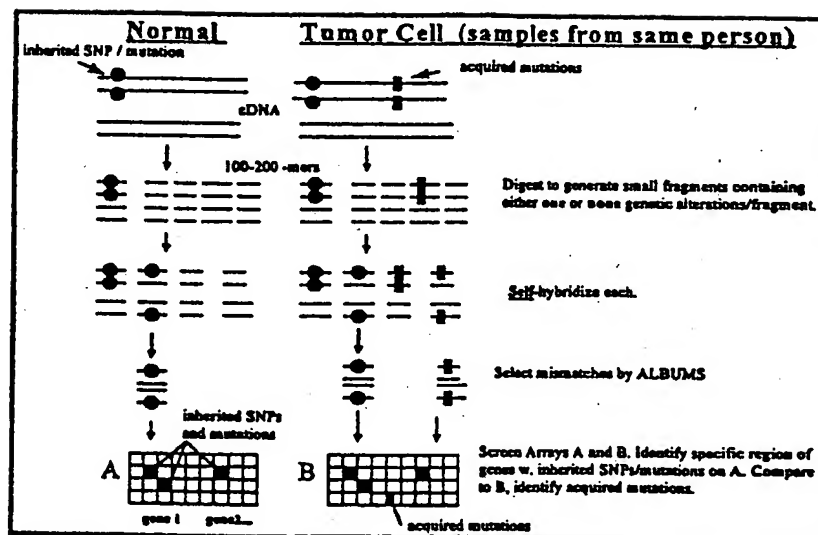 Normal
Tumor Cell (samples from same person)
inherited SNP / mutation
acquired mutations
cDNA
100-200 -mers
Digest to generate small fragments containing
either one or none genetic alterations/fragment.
Self-hybridize each.
Select mismatches by ALBUMS
inherited SNPs
and mutations
A
B
Screen Arrays A and B. Identify specific region of
genes w. inherited SNPs/mutations on A. Compare
to B, identify acquired mutations.
gene 1
gene2...
acquired mutations